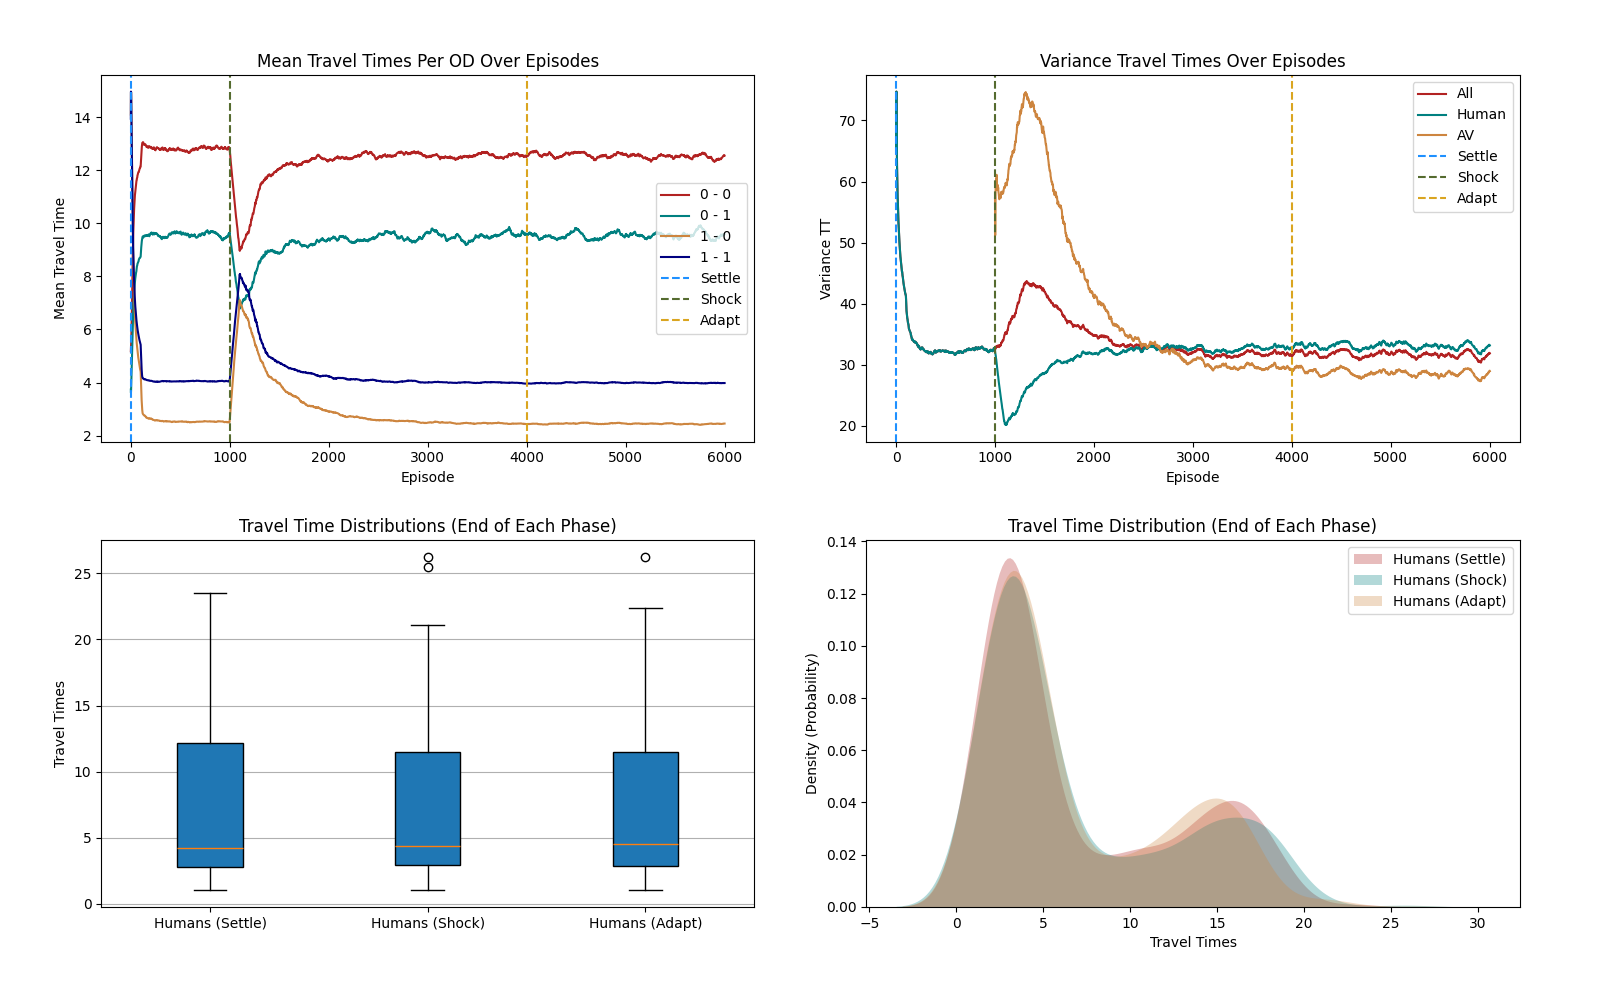 Mean Travel Times Per OD Over Episodes
Mean Travel Time
14
12
10
8
6
4
2
0 - 0
0 - 1
1 - 0
1 - 1
Settle
Shock
Adapt
0 1000 2000 3000 4000 5000 6000
Episode
Variance Travel Times Over Episodes
Variance TT
70
60
50
40
30
20
All
Human
AV
Settle
Shock
Adapt
0 1000 2000 3000 4000 5000 6000
Episode
Travel Time Distributions (End of Each Phase)
Travel Times
25
20
15
10
5
0
Humans (Settle) Humans (Shock) Humans (Adapt)
Travel Time Distribution (End of Each Phase)
Density (Probability)
0.14
0.12
0.10
0.08
0.06
0.04
0.02
0.00
Humans (Settle)
Humans (Shock)
Humans (Adapt)
−5 0 5 10 15 20 25 30
Travel Times